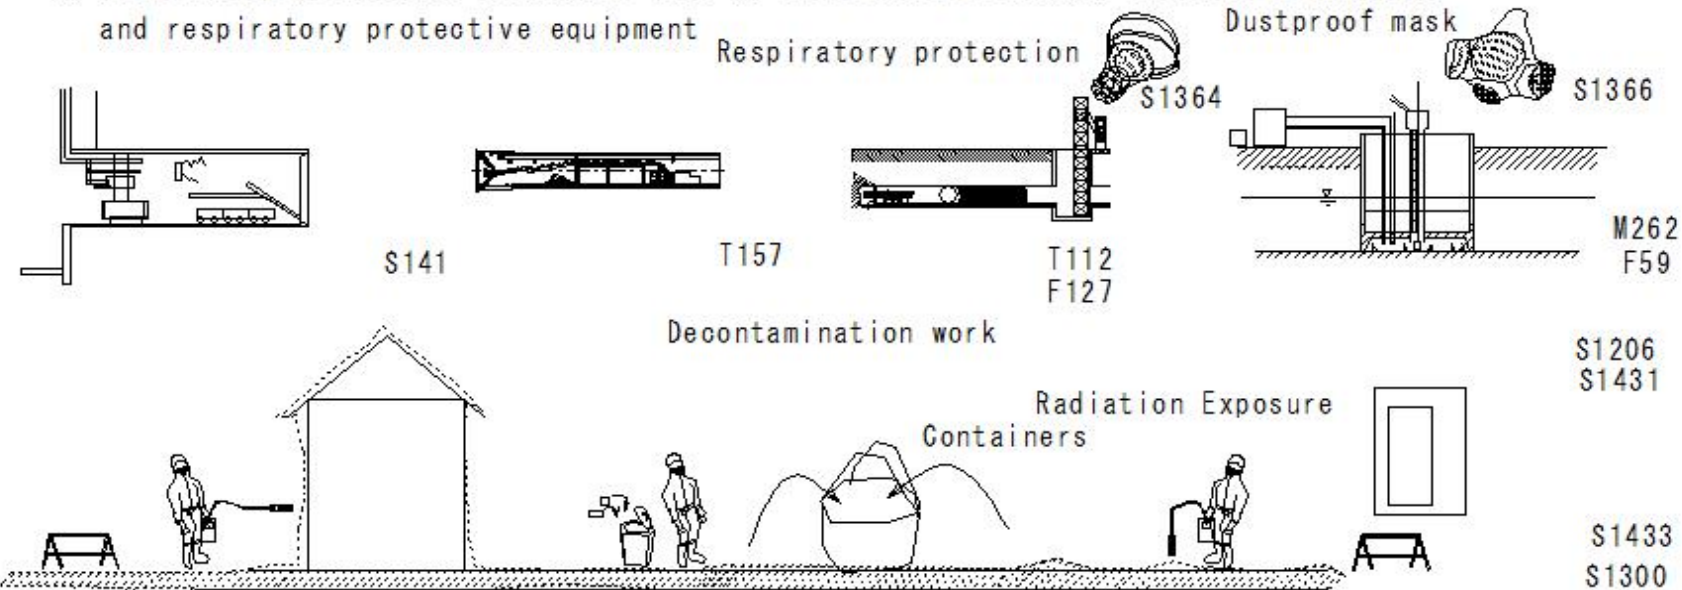 and respiratory protective equipment
Respiratory protection
Dustproof mask
S1364
S1366
S141
T157
T112
F127
M262
F59
Decontamination work
S1206
S1431
Radiation Exposure
Containers
S1433
S1300